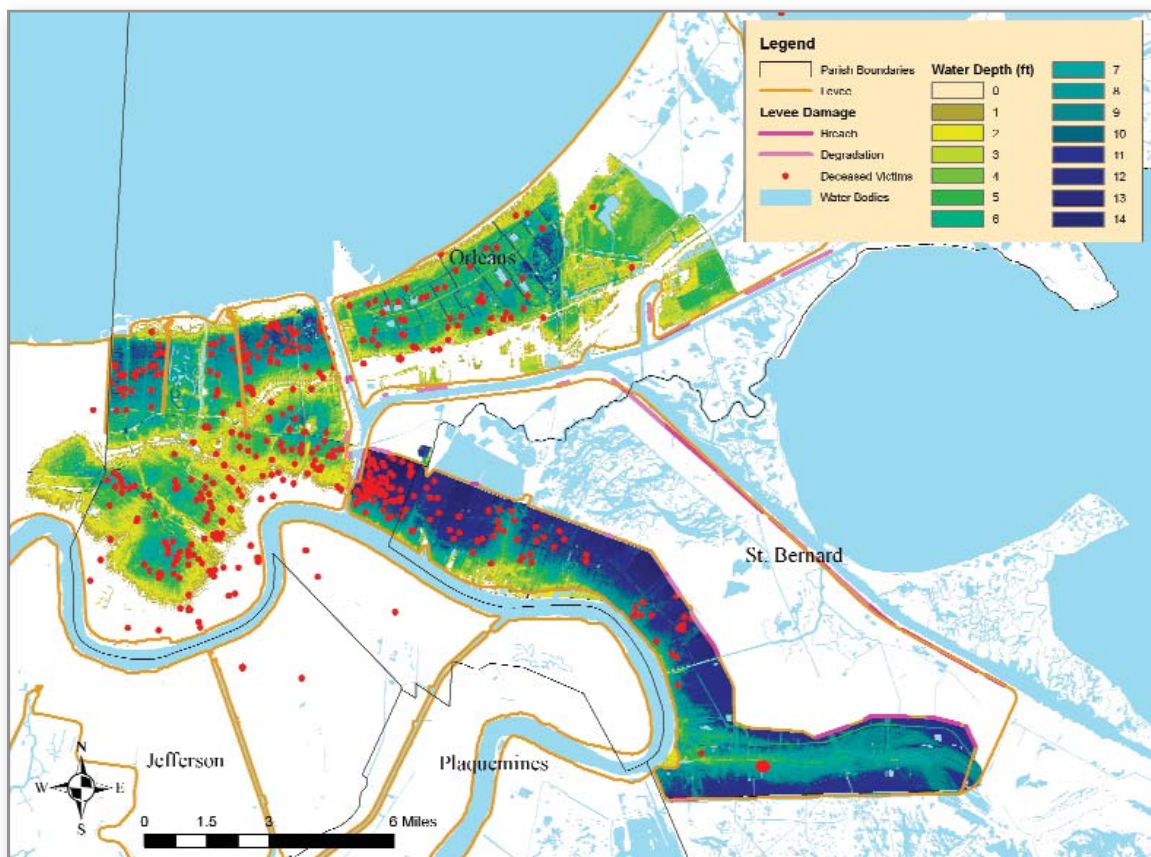 Legend
Parish Boundaries
Levee
Levee Damage
Breach
Degradation
Deceased Victims
Water Bodies
Water Depth (ft)
0
1
2
3
4
5
6
7
8
9
10
11
12
13
14
Orleans
St. Bernard
Jefferson
Plaquemines
N
W E
S
0 1.5 3 6 Miles